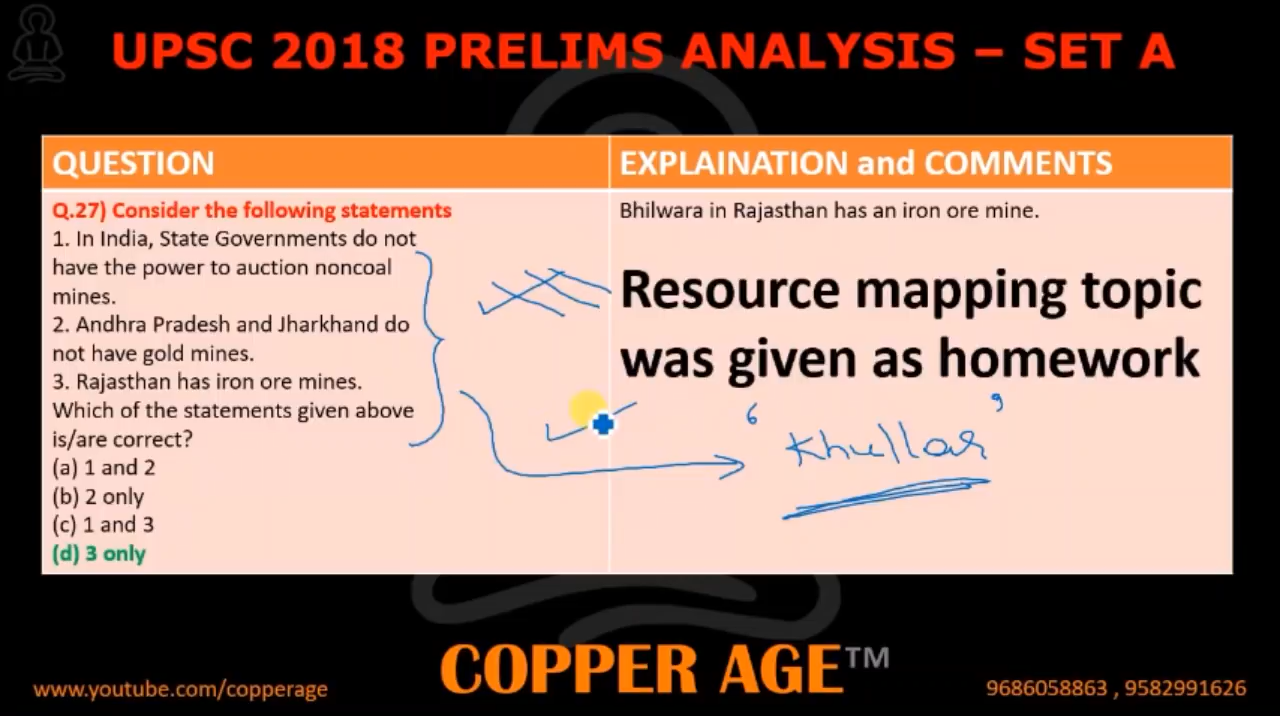 UPSC 2018 PRELIMS ANALYSIS – SET A
QUESTION
Q.27) Consider the following statements
1. In India, State Governments do not
have the power to auction noncoal
mines.
2. Andhra Pradesh and Jharkhand do
not have gold mines.
3. Rajasthan has iron ore mines.
Which of the statements given above
is/are correct?
(a) 1 and 2
(b) 2 only
(c) 1 and 3
(d) 3 only
EXPLAINATION and COMMENTS
Bhilwara in Rajasthan has an iron ore mine.
Resource mapping topic
was given as homework
‘Khullar’
COPPER AGE™
www.youtube.com/copperage
9686058863 , 9582991626